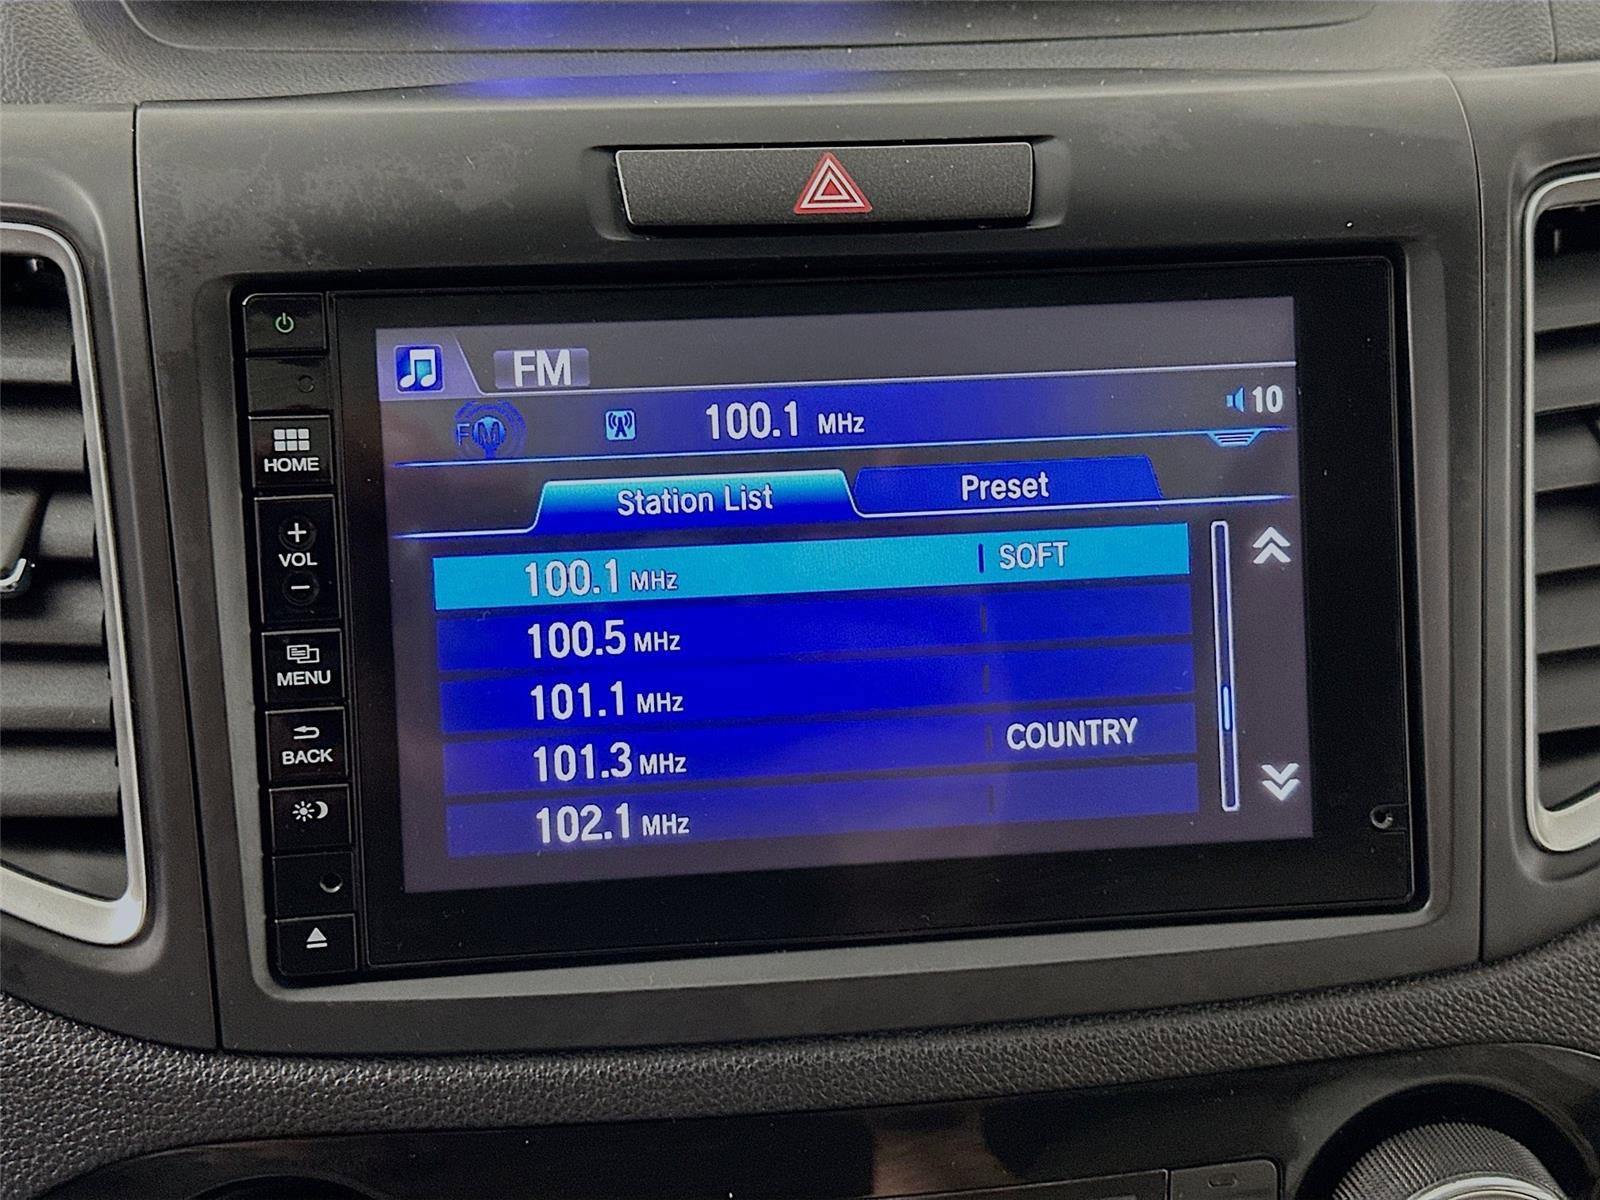 FM
FM
100.1 MHz
10
Station List
Preset
100.1 MHz
SOFT
100.5 MHz
101.1 MHz
101.3 MHz
COUNTRY
102.1 MHz
HOME
+
VOL
−
MENU
BACK